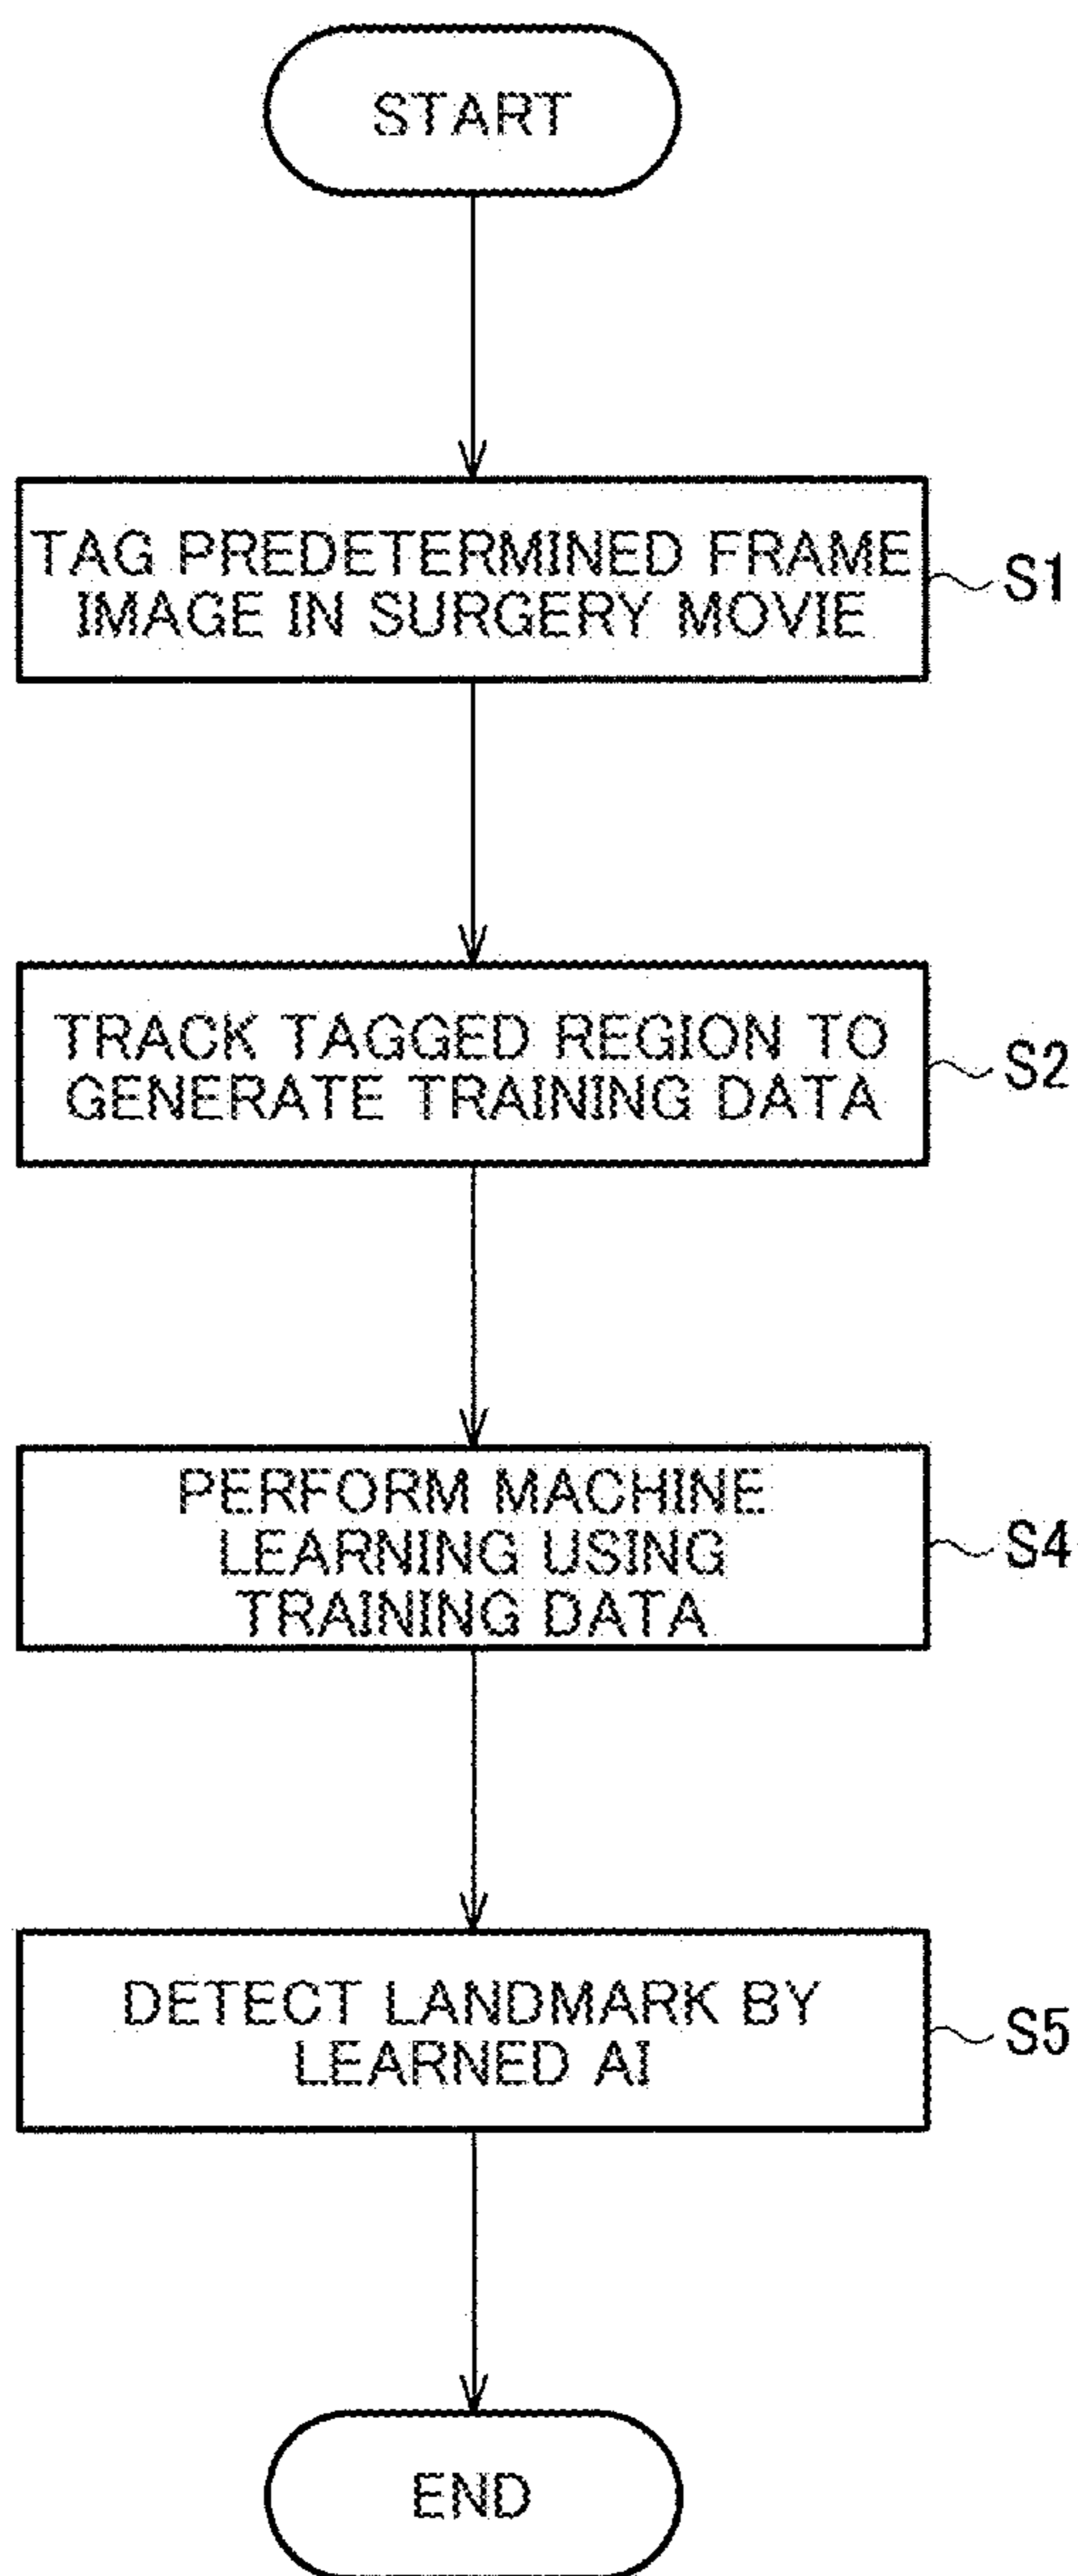 START
TAG PREDETERMINED FRAME
IMAGE IN SURGERY MOVIE
S1
TRACK TAGGED REGION TO
GENERATE TRAINING DATA
S2
PERFORM MACHINE
LEARNING USING
TRAINING DATA
S4
DETECT LANDMARK BY
LEARNED AI
S5
END